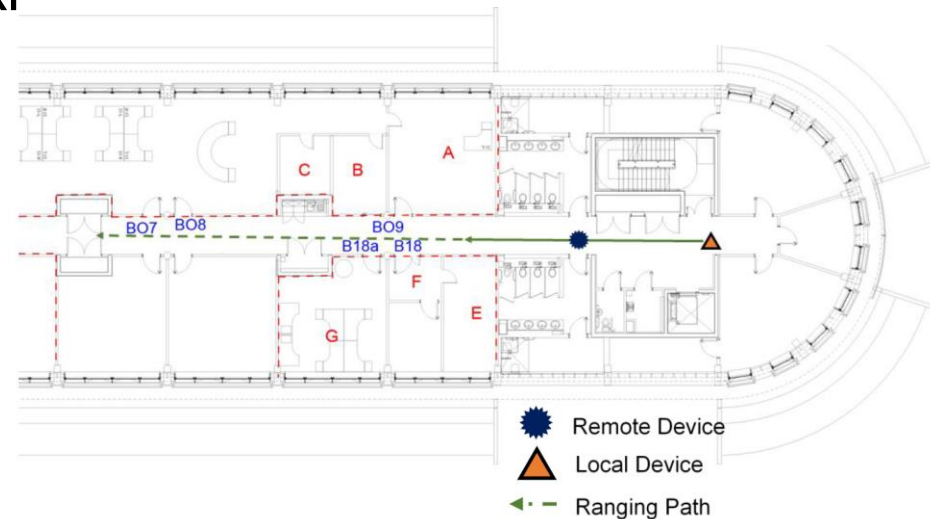 A
C
B
BO7
BO8
BO9
B18a
B18
F
E
G
Remote Device
Local Device
Ranging Path